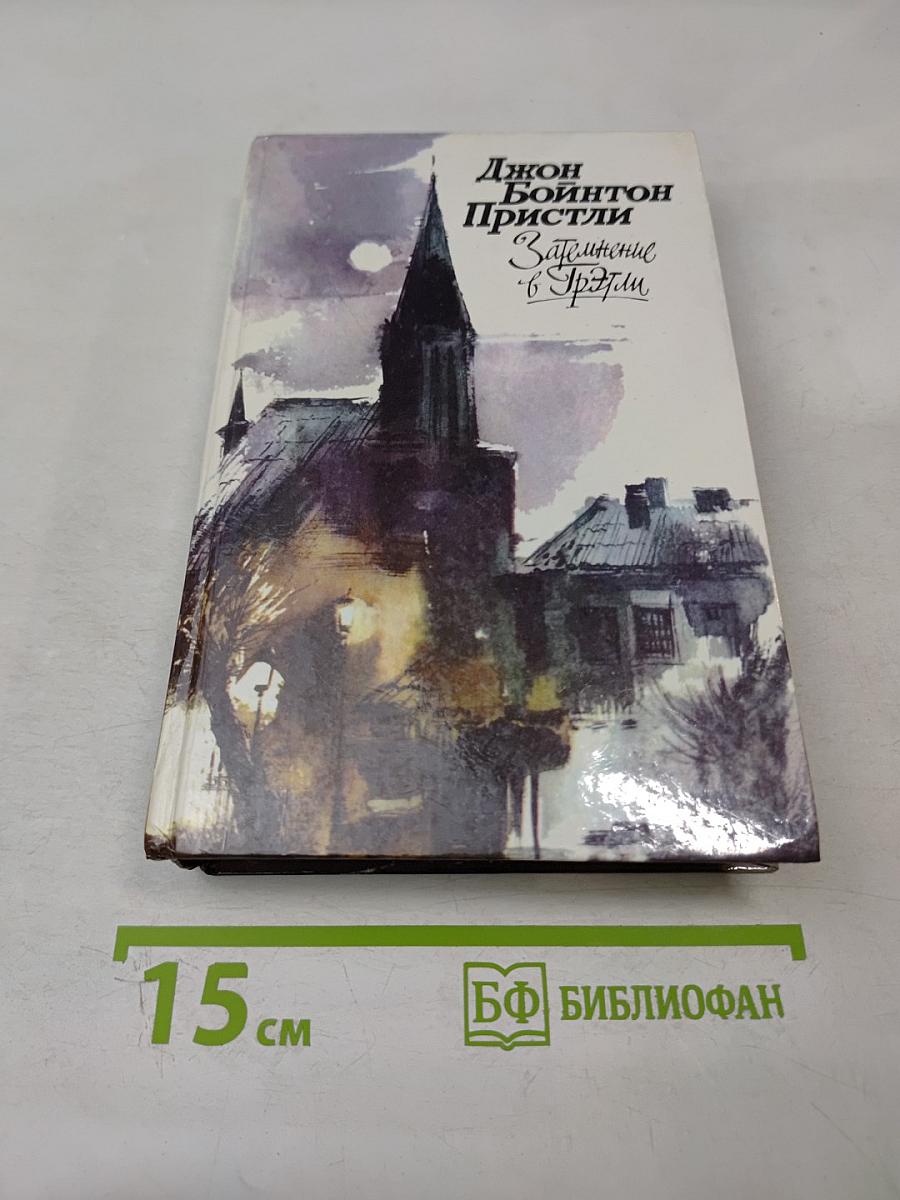 Джон
Бойнтон
Пристли
Затемнение
в Грэтли
15 см
БФ БИБЛИОФАН